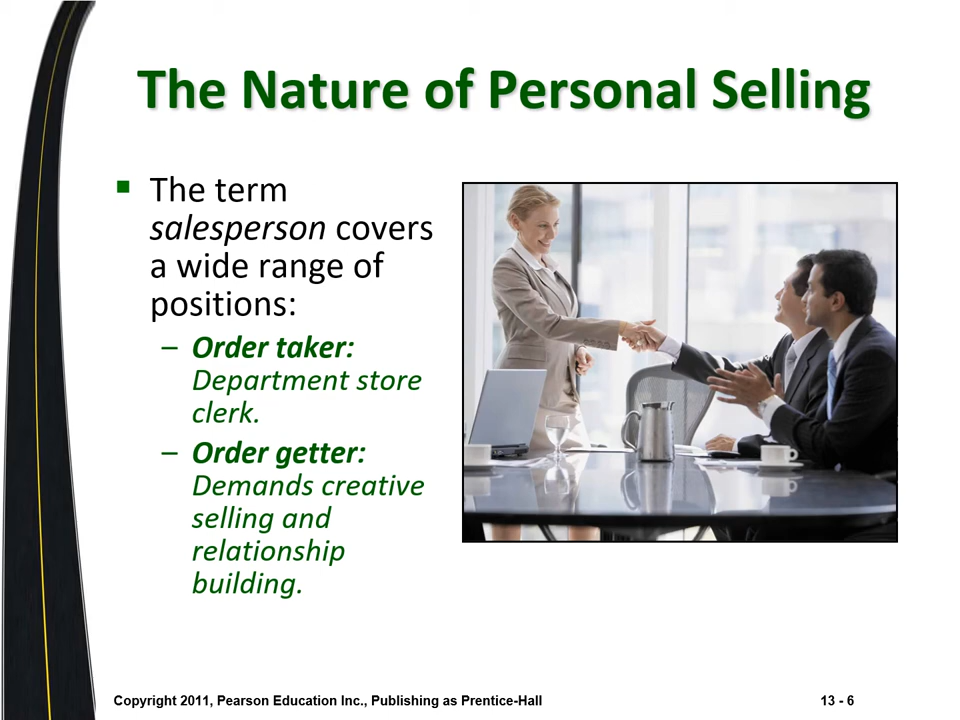 The Nature of Personal Selling
▪ The term
salesperson covers
a wide range of
positions:
– Order taker:
Department store
clerk.
– Order getter:
Demands creative
selling and
relationship
building.
Copyright 2011, Pearson Education Inc., Publishing as Prentice-Hall
13 - 6